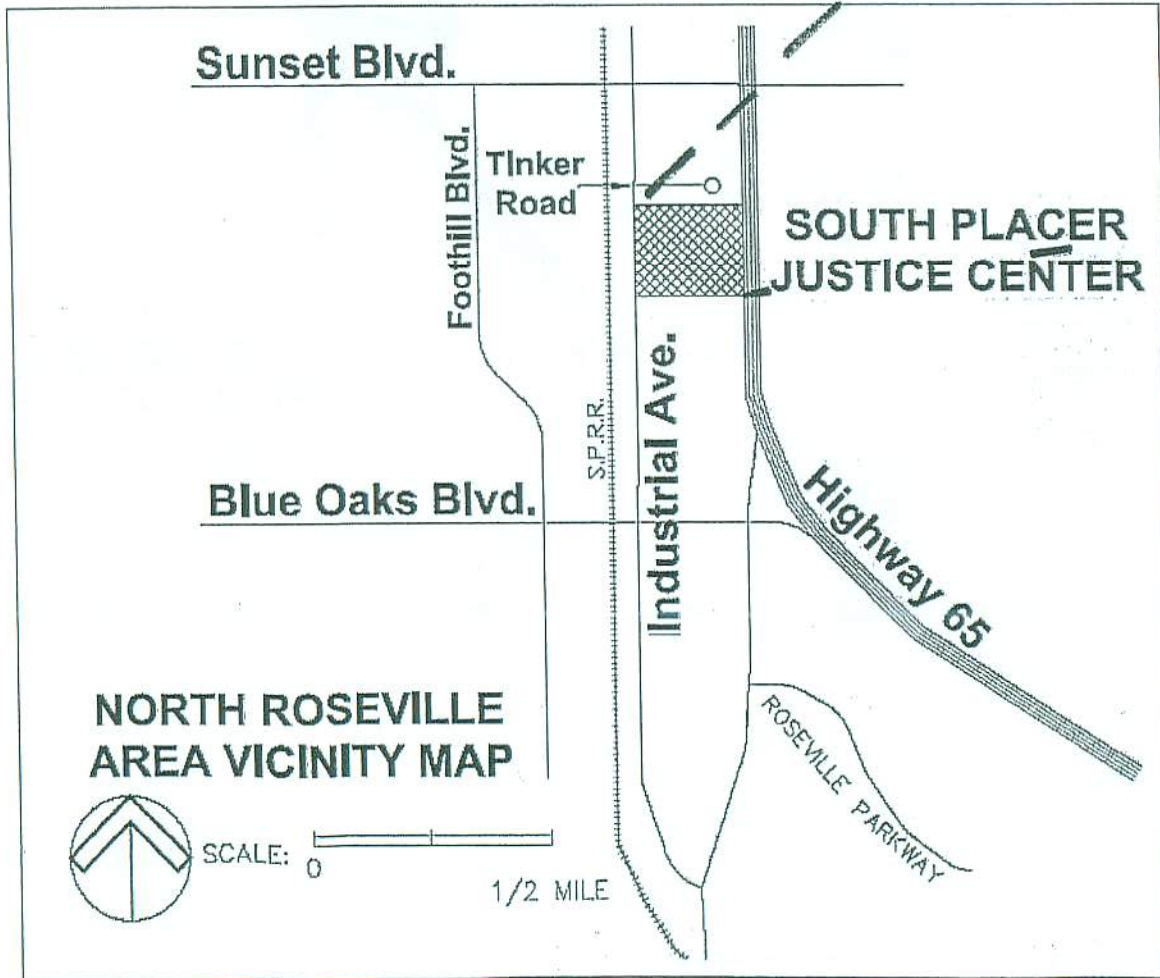 Sunset Blvd.
Foothill Blvd.
Tinker
Road
SOUTH PLACER
JUSTICE CENTER
S.P.R.R.
Industrial Ave.
Blue Oaks Blvd.
Highway 65
NORTH ROSEVILLE
AREA VICINITY MAP
ROSEVILLE PARKWAY
SCALE: 0
1/2 MILE